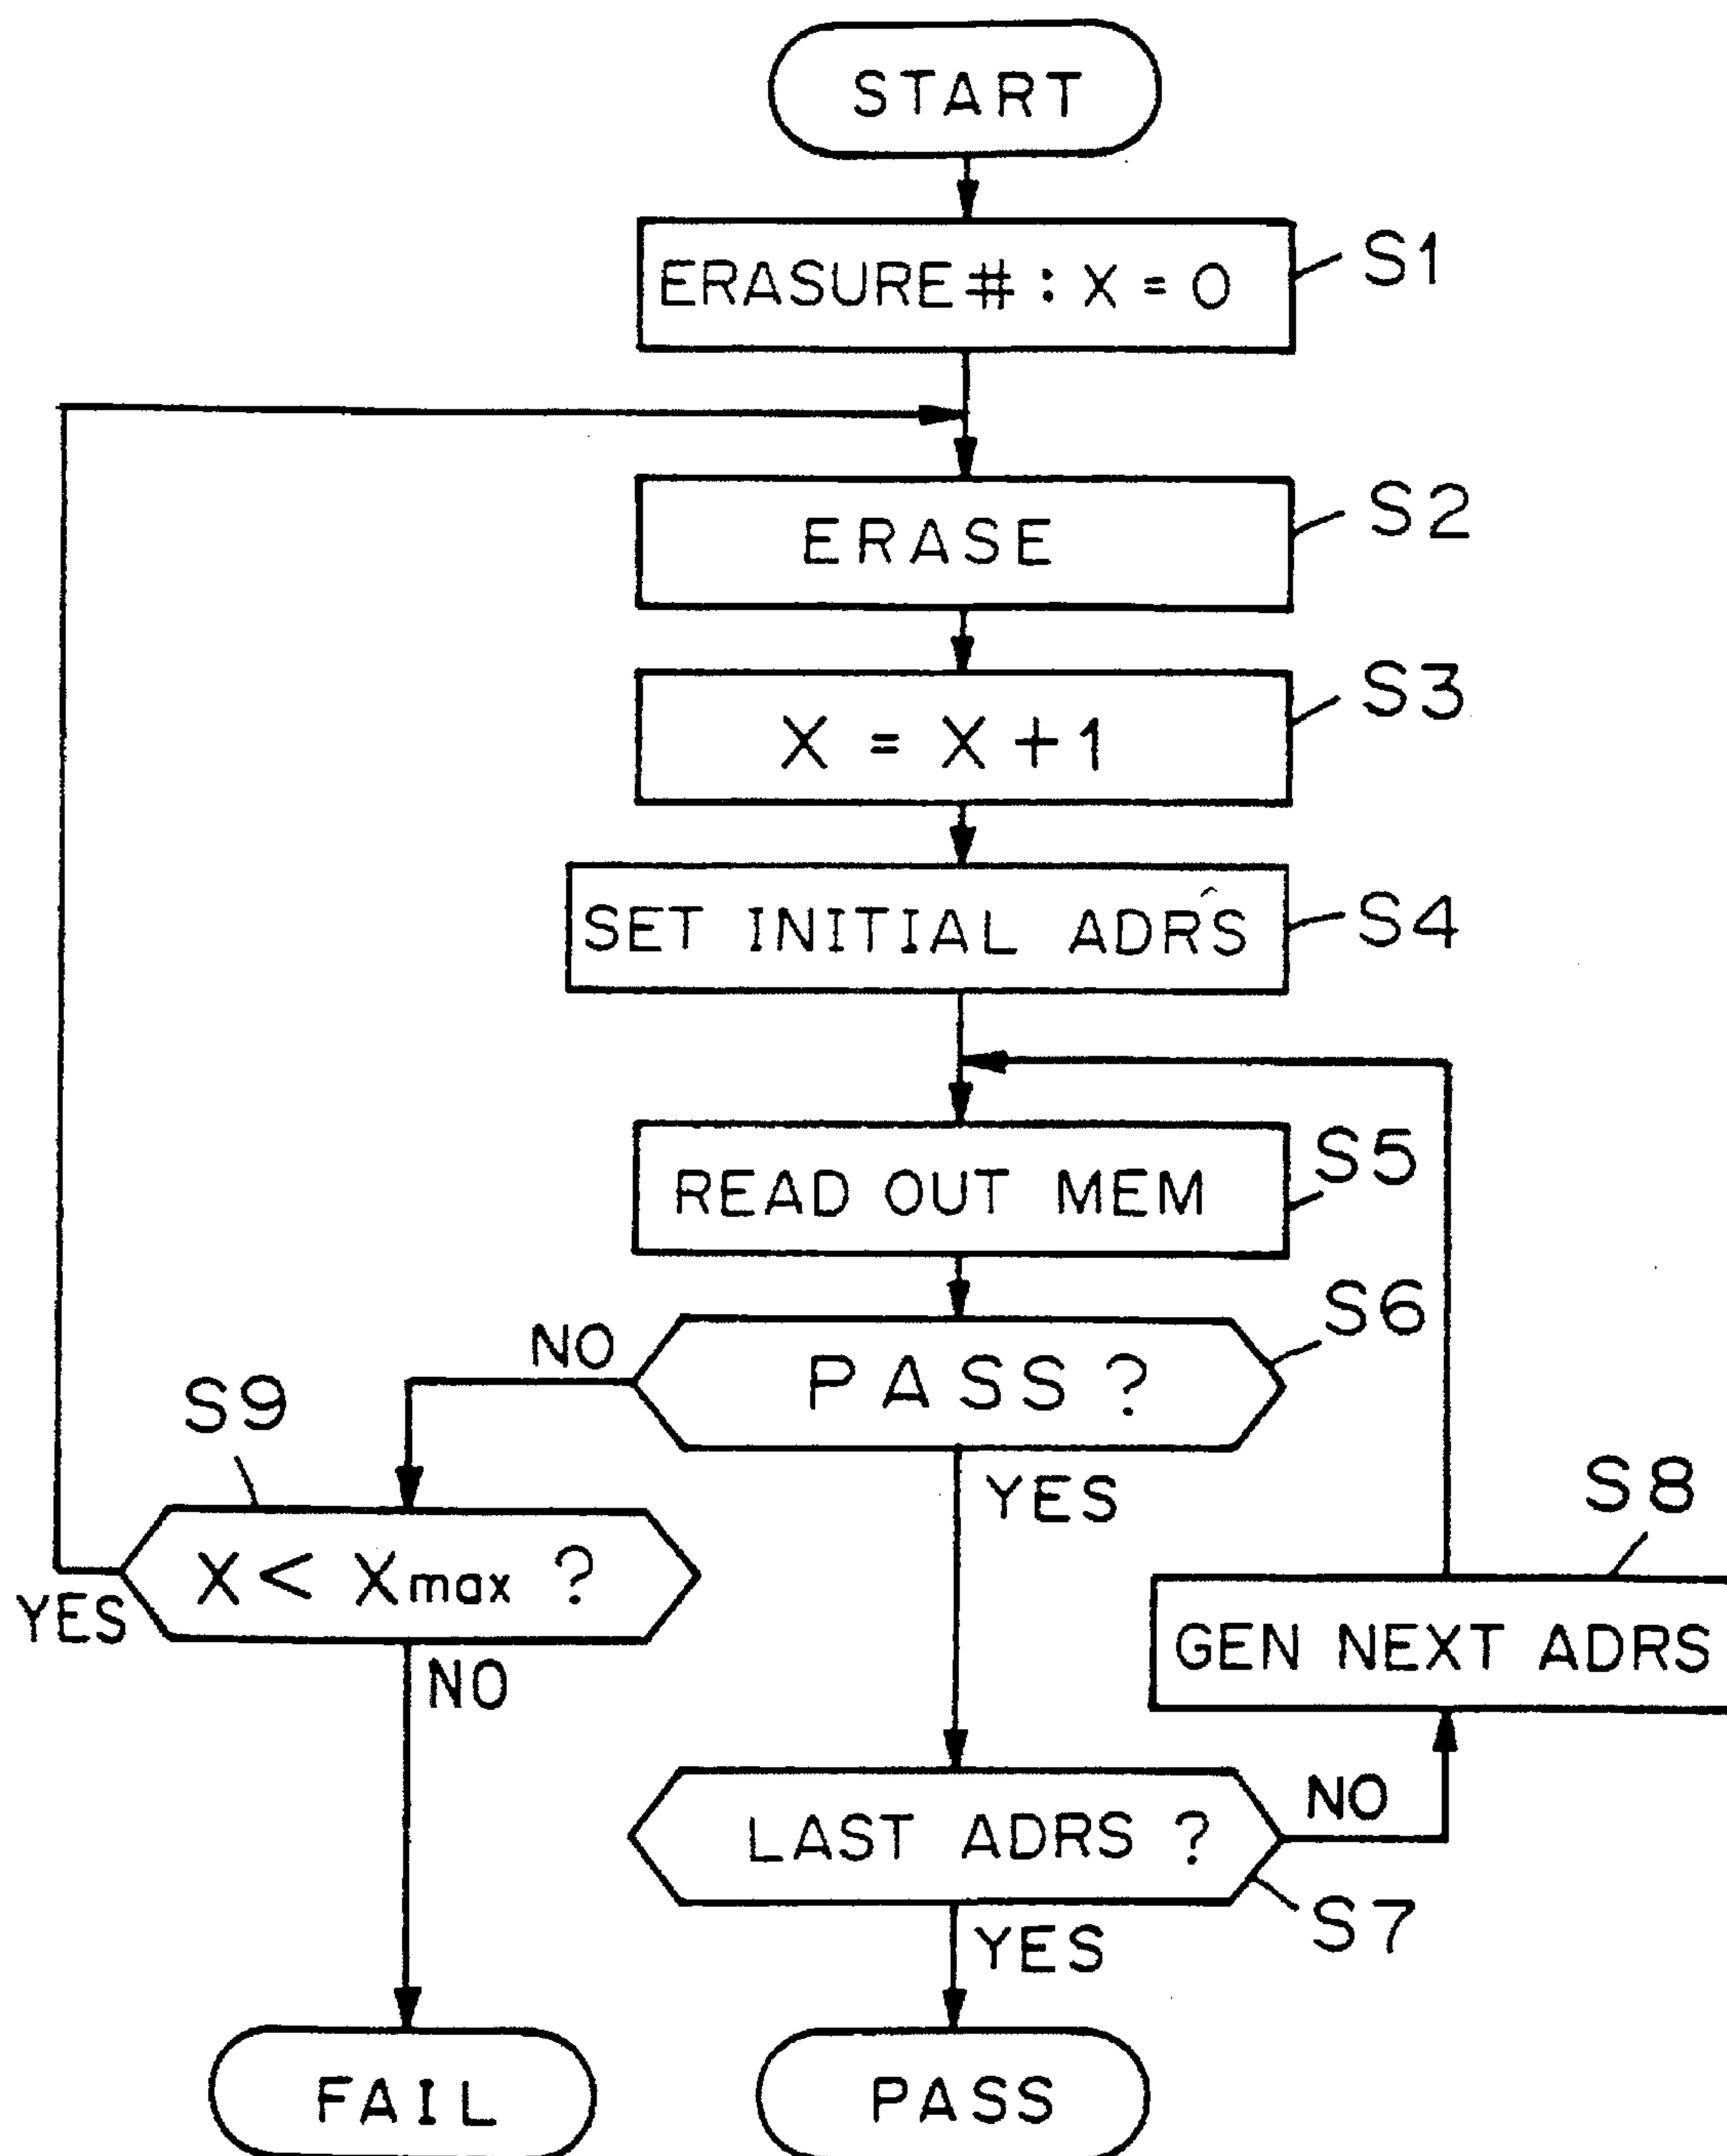 START
ERASURE # : X = 0
S1
ERASE
S2
X = X + 1
S3
SET INITIAL ADRS
S4
READ OUT MEM
S5
PASS ?
S6
NO
YES
S9
X < Xmax ?
YES
NO
S8
GEN NEXT ADRS
LAST ADRS ?
NO
S7
YES
FAIL
PASS